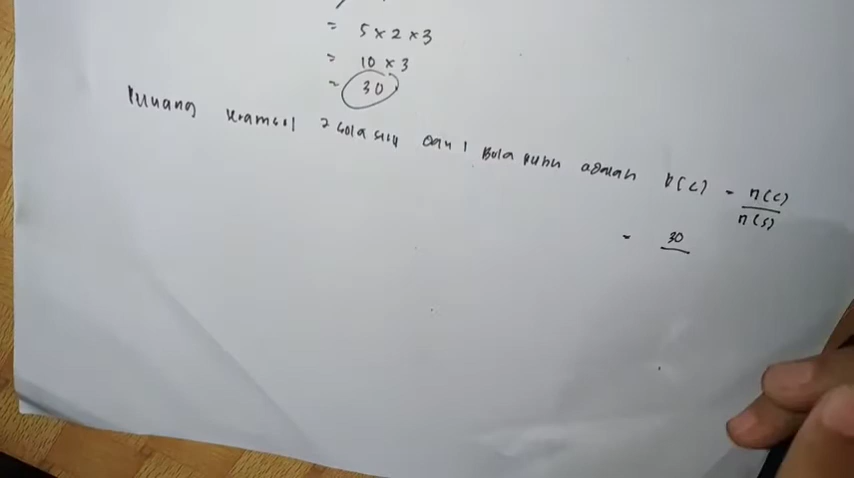 = 5 × 2 × 3
= 10 × 3
= 30
Peluang terambil 2 bola biru dan 1 Bola putih adalah P(C) = n(C)/n(S)
= 30